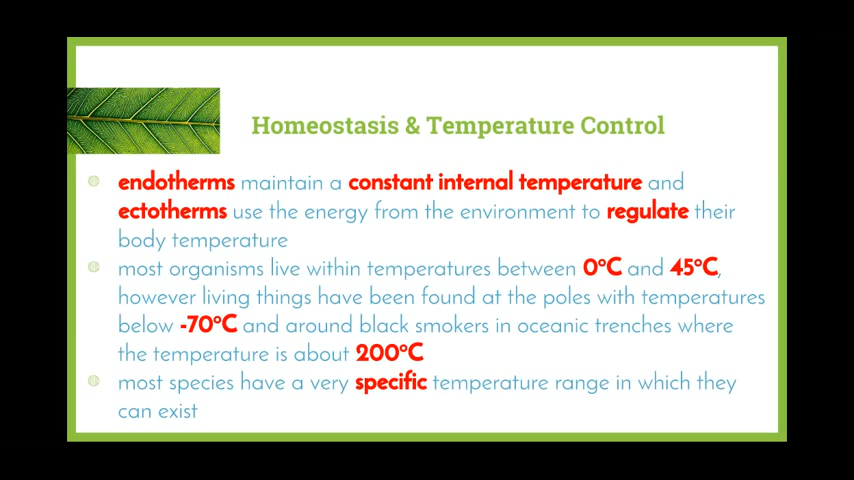 Homeostasis & Temperature Control
endotherms maintain a constant internal temperature and
ectotherms use the energy from the environment to regulate their
body temperature
most organisms live within temperatures between 0°C and 45°C,
however living things have been found at the poles with temperatures
below -70°C and around black smokers in oceanic trenches where
the temperature is about 200°C
most species have a very specific temperature range in which they
can exist